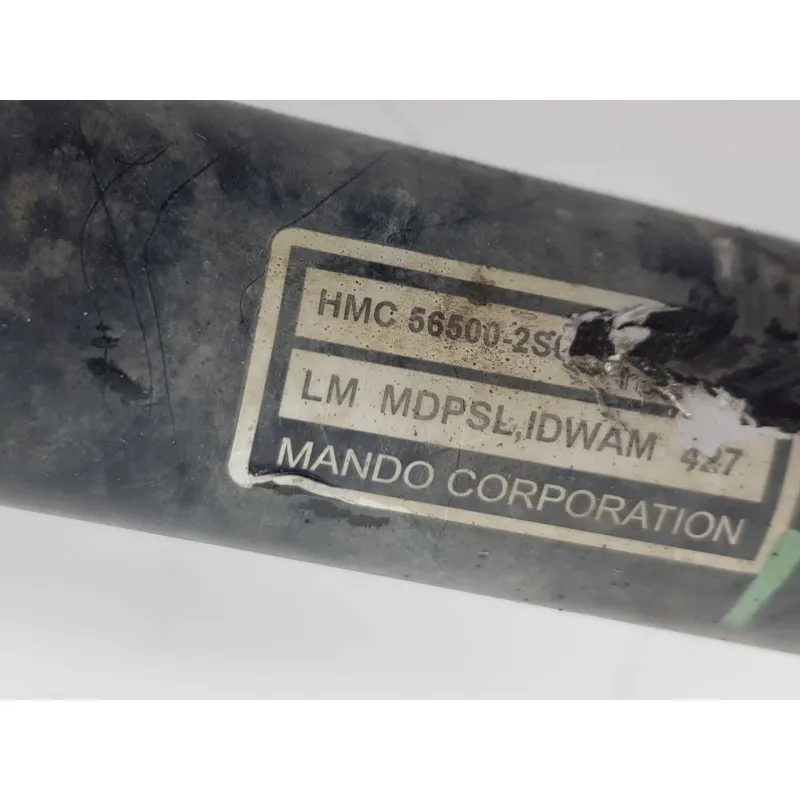 HMC 56500-2S
LM MDPSL,IDWAM 427
MANDO CORPORATION